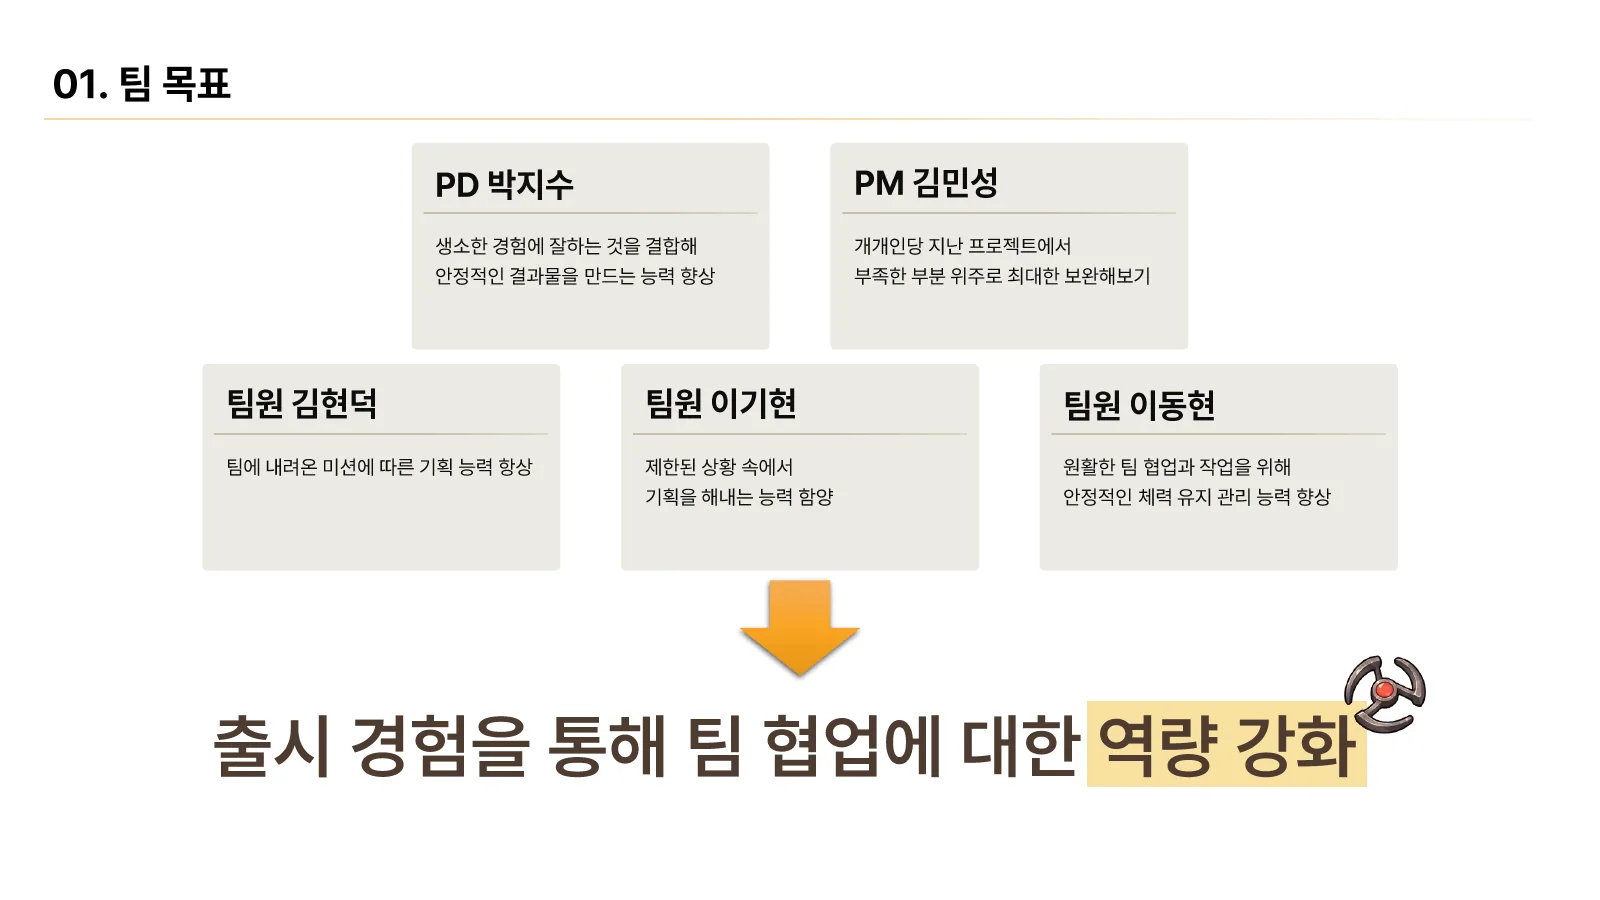 01. 팀 목표
PD 박지수
생소한 경험에 잘하는 것을 결합해
안정적인 결과물을 만드는 능력 향상
PM 김민성
개개인당 지난 프로젝트에서
부족한 부분 위주로 최대한 보완해보기
팀원 김현덕
팀에 내려온 미션에 따른 기획 능력 향상
팀원 이기현
제한된 상황 속에서
기획을 해내는 능력 함양
팀원 이동현
원활한 팀 협업과 작업을 위해
안정적인 체력 유지 관리 능력 향상
출시 경험을 통해 팀 협업에 대한 역량 강화